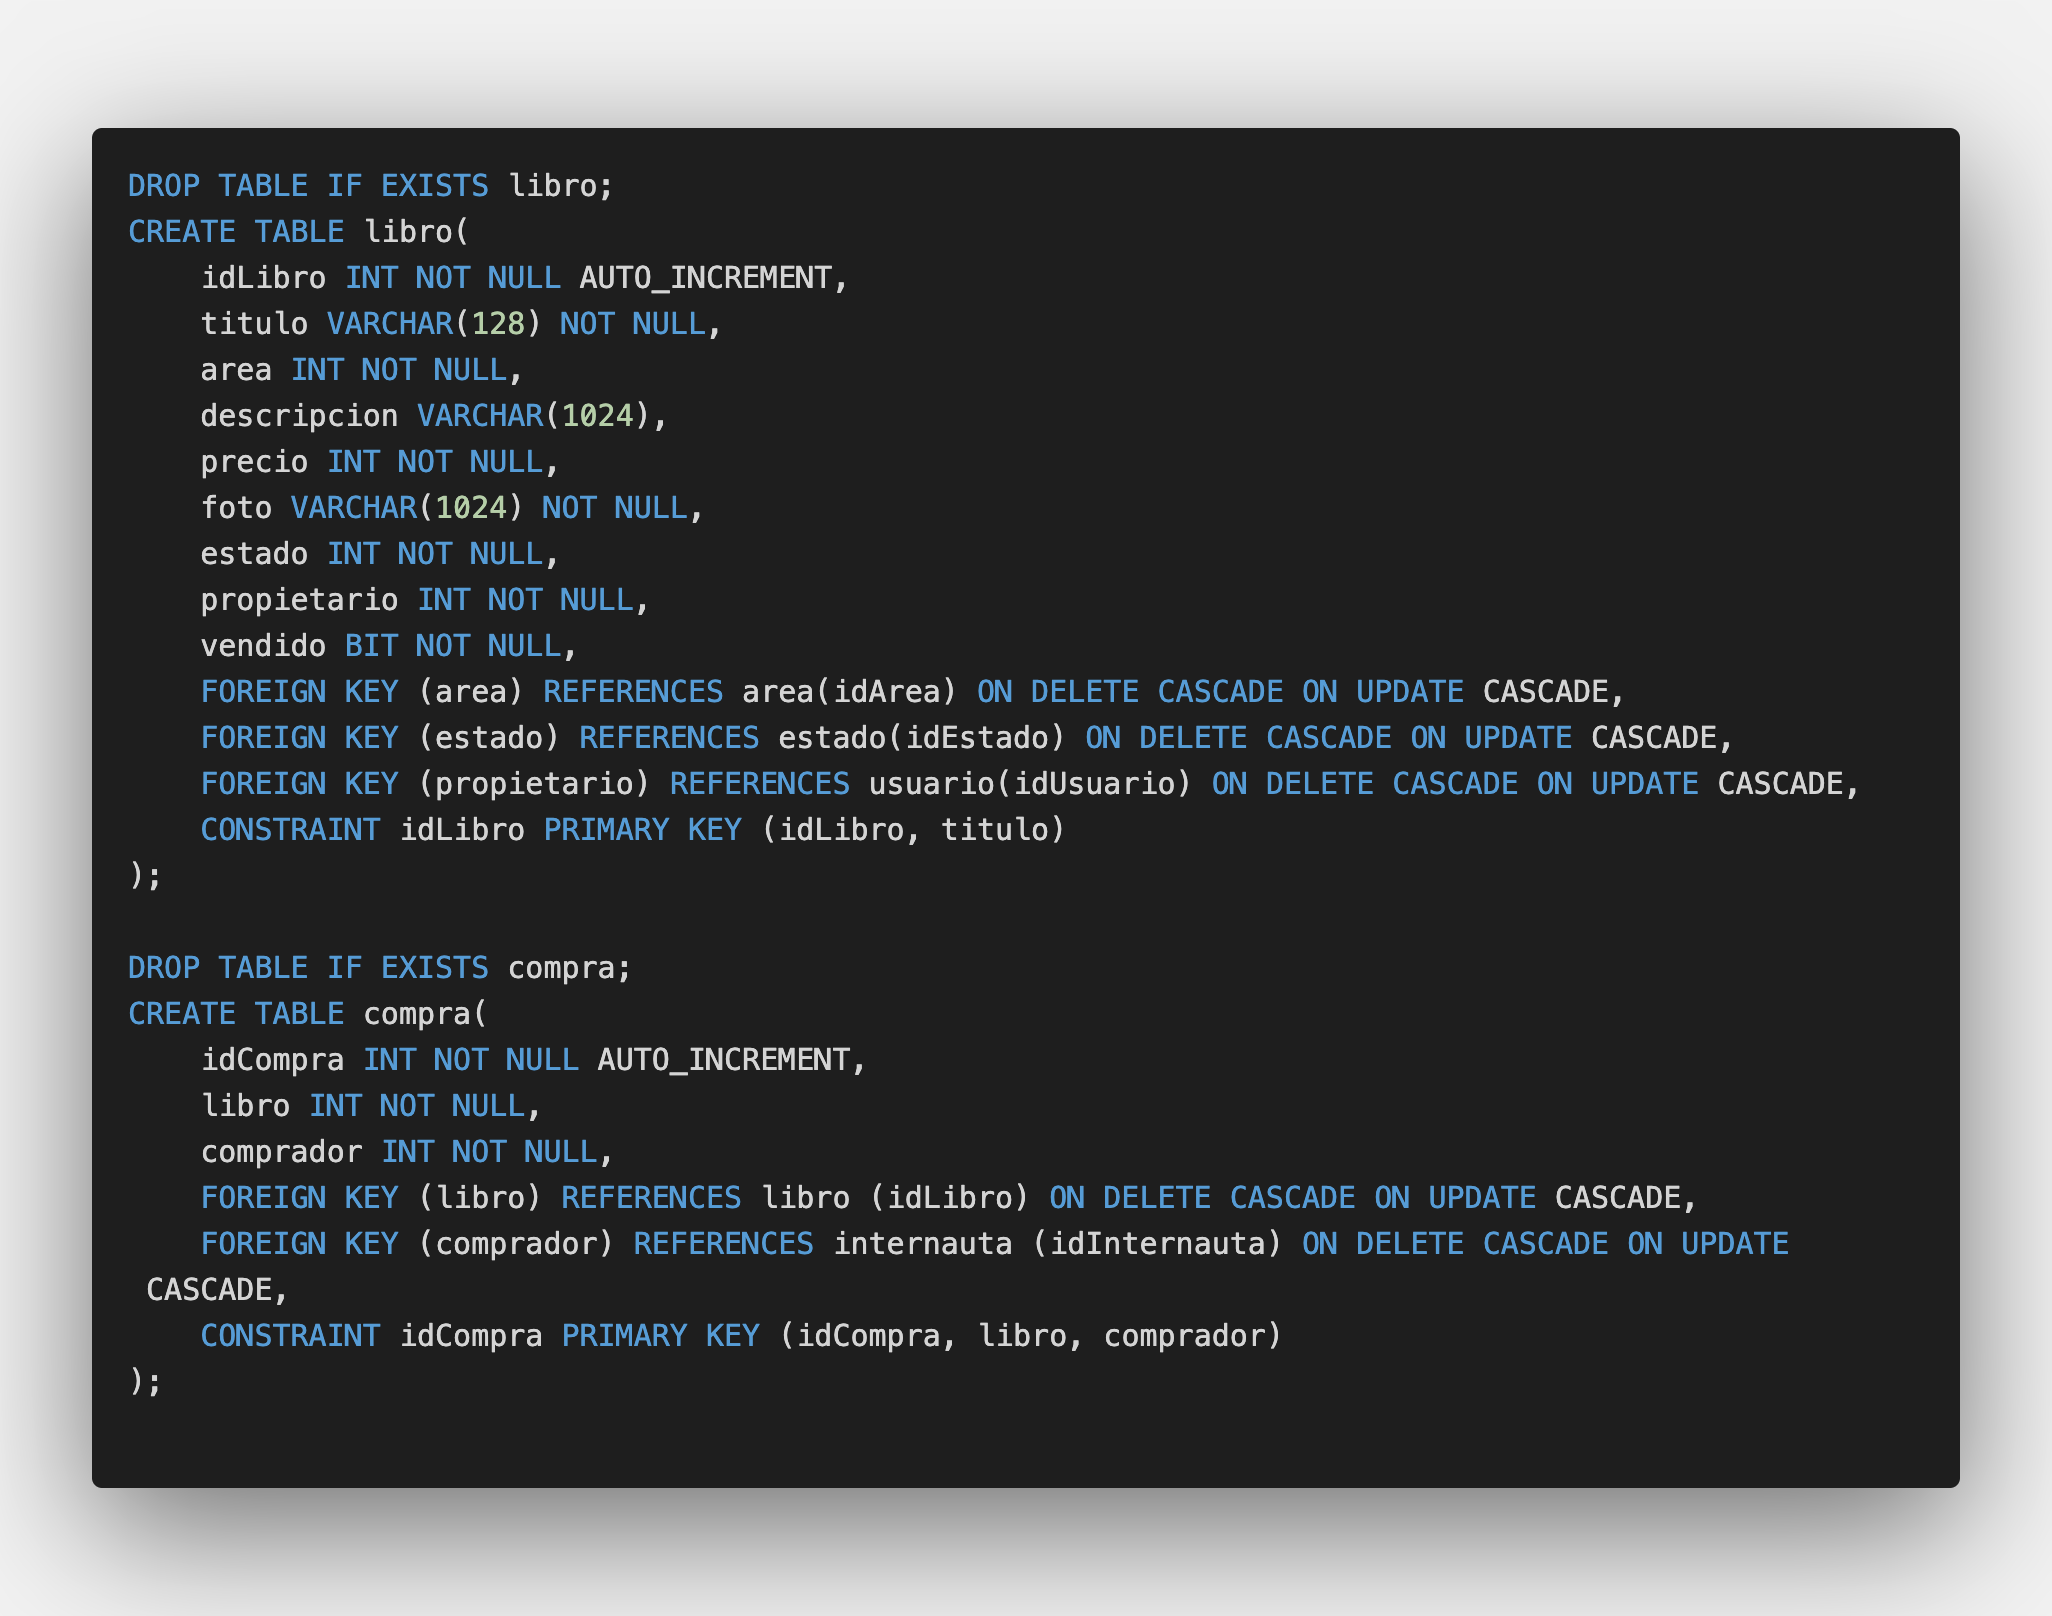 DROP TABLE IF EXISTS libro;
CREATE TABLE libro(
    idLibro INT NOT NULL AUTO_INCREMENT,
    titulo VARCHAR(128) NOT NULL,
    area INT NOT NULL,
    descripcion VARCHAR(1024),
    precio INT NOT NULL,
    foto VARCHAR(1024) NOT NULL,
    estado INT NOT NULL,
    propietario INT NOT NULL,
    vendido BIT NOT NULL,
    FOREIGN KEY (area) REFERENCES area(idArea) ON DELETE CASCADE ON UPDATE CASCADE,
    FOREIGN KEY (estado) REFERENCES estado(idEstado) ON DELETE CASCADE ON UPDATE CASCADE,
    FOREIGN KEY (propietario) REFERENCES usuario(idUsuario) ON DELETE CASCADE ON UPDATE CASCADE,
    CONSTRAINT idLibro PRIMARY KEY (idLibro, titulo)
);

DROP TABLE IF EXISTS compra;
CREATE TABLE compra(
    idCompra INT NOT NULL AUTO_INCREMENT,
    libro INT NOT NULL,
    comprador INT NOT NULL,
    FOREIGN KEY (libro) REFERENCES libro (idLibro) ON DELETE CASCADE ON UPDATE CASCADE,
    FOREIGN KEY (comprador) REFERENCES internauta (idInternauta) ON DELETE CASCADE ON UPDATE
 CASCADE,
    CONSTRAINT idCompra PRIMARY KEY (idCompra, libro, comprador)
);